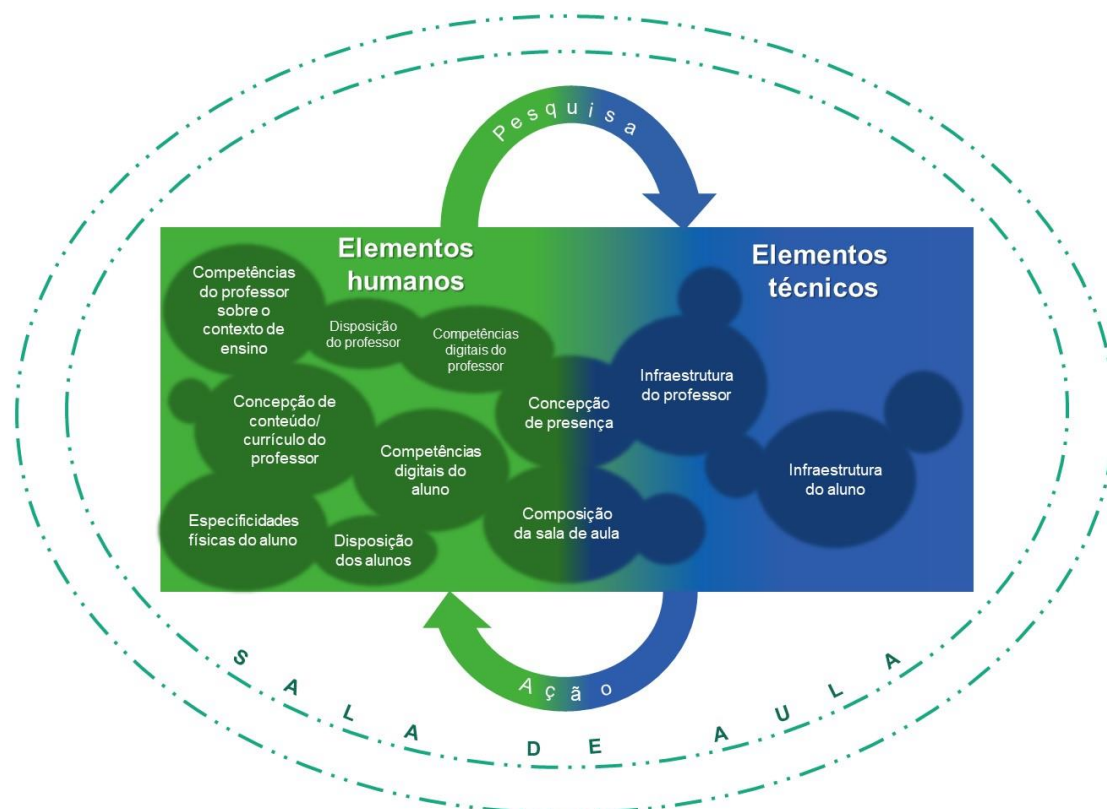 Pesquisa
Elementos
humanos
Elementos
técnicos
Competências
do professor
sobre o
contexto de
ensino
Disposição
do professor
Competências
digitais do
professor
Concepção
de presença
Infraestrutura
do professor
Concepção de
conteúdo/
currículo do
professor
Competências
digitais do
aluno
Infraestrutura
do aluno
Especificidades
físicas do aluno
Disposição
dos alunos
Composição
da sala de aula
Ação
SALA DE AULA